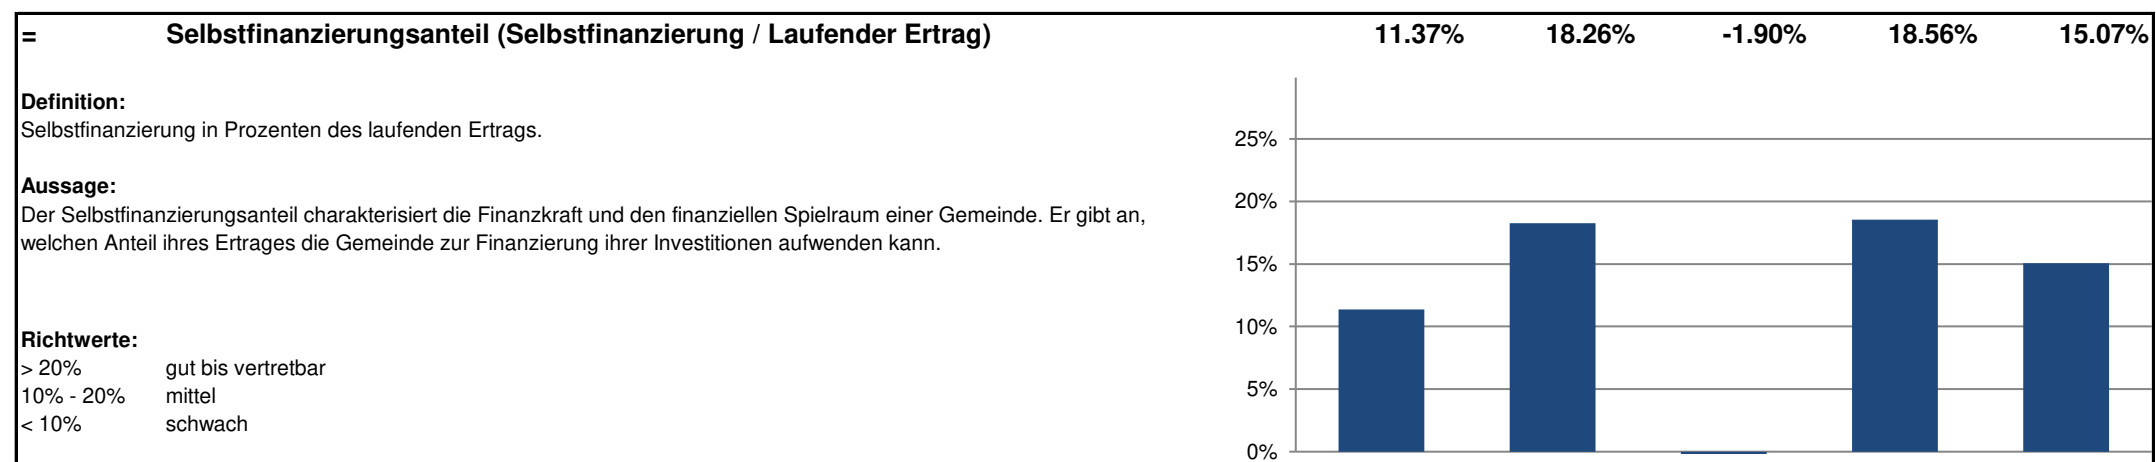 = Selbstfinanzierungsanteil (Selbstfinanzierung / Laufender Ertrag) 11.37% 18.26% -1.90% 18.56% 15.07%
Definition:
Selbstfinanzierung in Prozenten des laufenden Ertrags.
Aussage:
Der Selbstfinanzierungsanteil charakterisiert die Finanzkraft und den finanziellen Spielraum einer Gemeinde. Er gibt an,
welchen Anteil ihres Ertrages die Gemeinde zur Finanzierung ihrer Investitionen aufwenden kann.
Richtwerte:
> 20% gut bis vertretbar
10% - 20% mittel
< 10% schwach
25%
20%
15%
10%
5%
0%